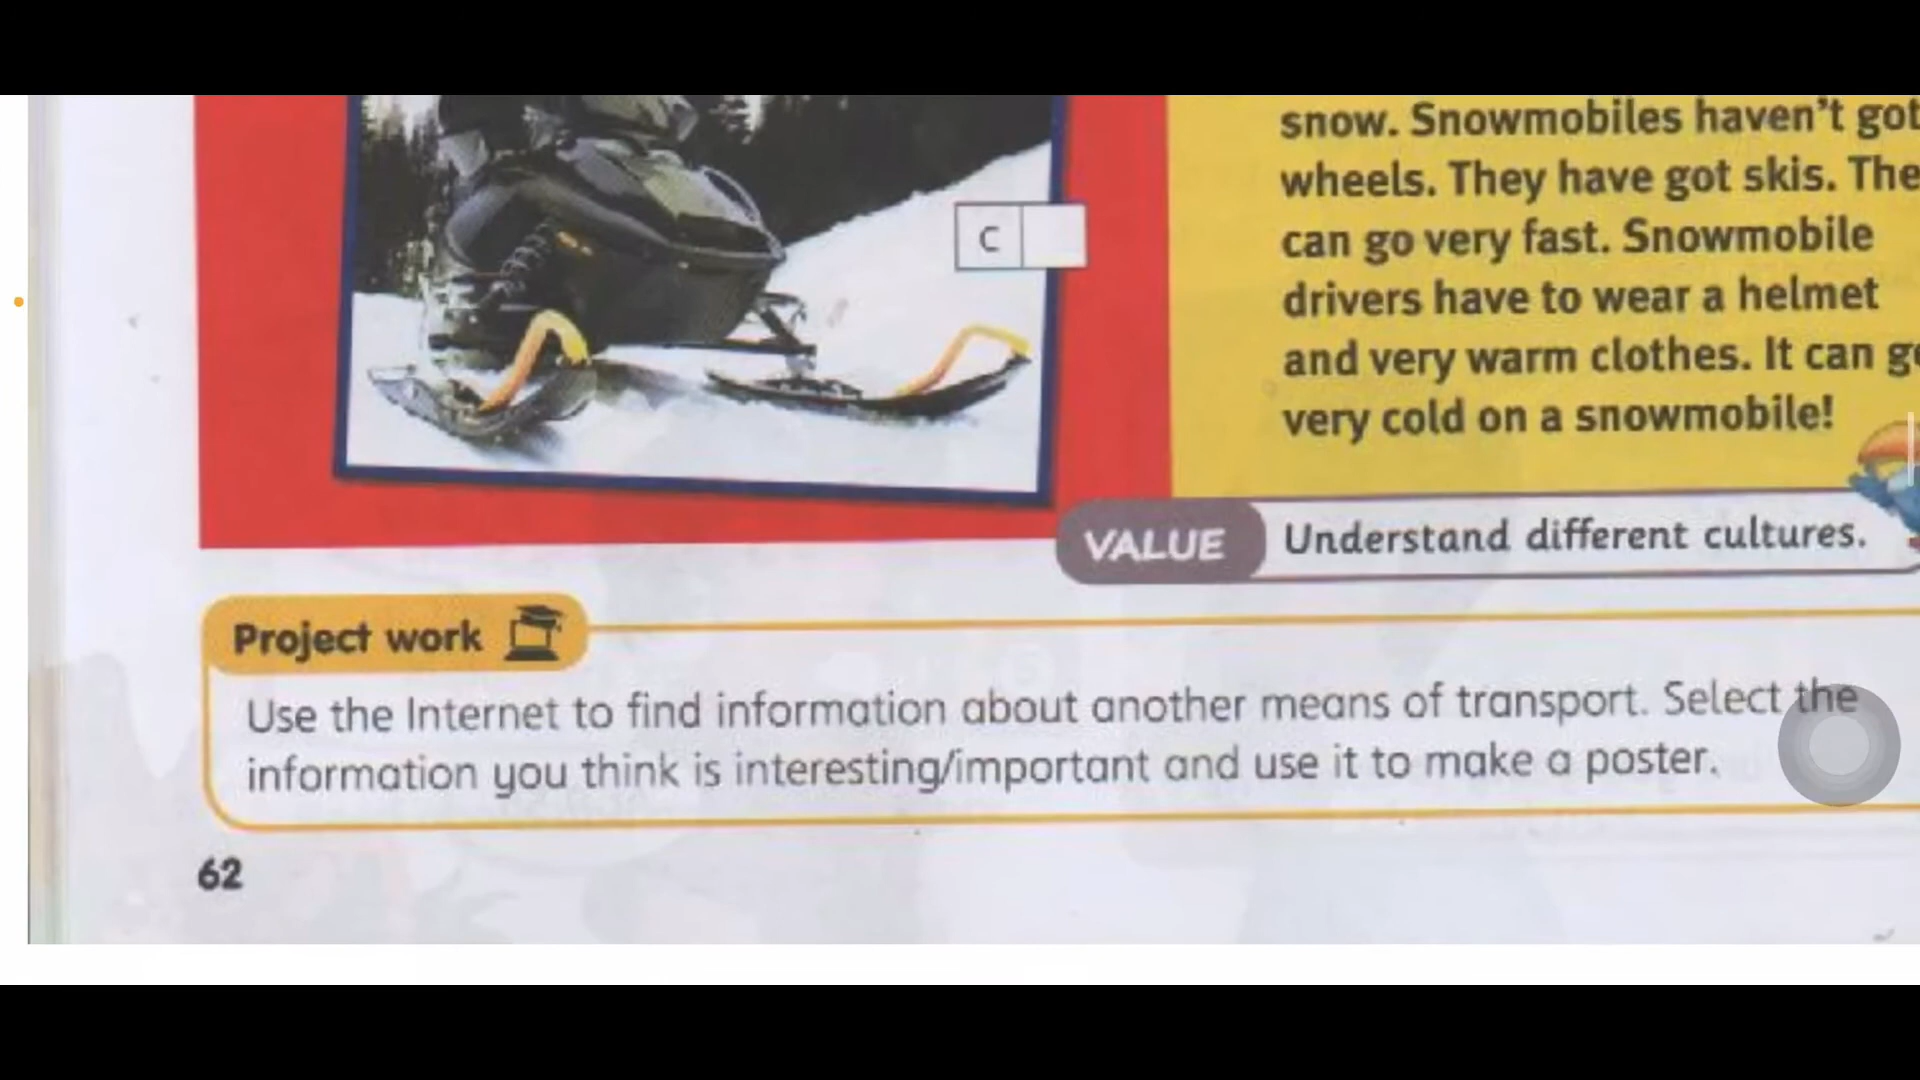 snow. Snowmobiles haven't got
wheels. They have got skis. The
can go very fast. Snowmobile
drivers have to wear a helmet
and very warm clothes. It can g
very cold on a snowmobile!
C
VALUE Understand different cultures.
Project work
Use the Internet to find information about another means of transport. Select the
information you think is interesting/important and use it to make a poster.
62